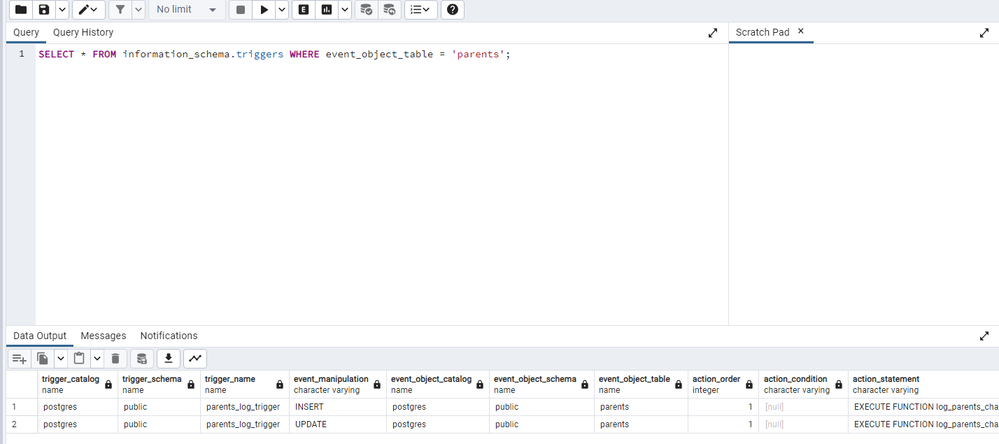 No limit
E
Query
Query History
Scratch Pad ×
1 SELECT * FROM information_schema.triggers WHERE event_object_table = 'parents';
Data Output
Messages
Notifications
trigger_catalog trigger_schema trigger_name event_manipulation event_object_catalog event_object_schema event_object_table action_order action_condition action_statement
name name name character varying name name name integer character varying character varying
1 postgres public parents_log_trigger INSERT postgres public parents 1 [null] EXECUTE FUNCTION log_parents_cha
2 postgres public parents_log_trigger UPDATE postgres public parents 1 [null] EXECUTE FUNCTION log_parents_cha